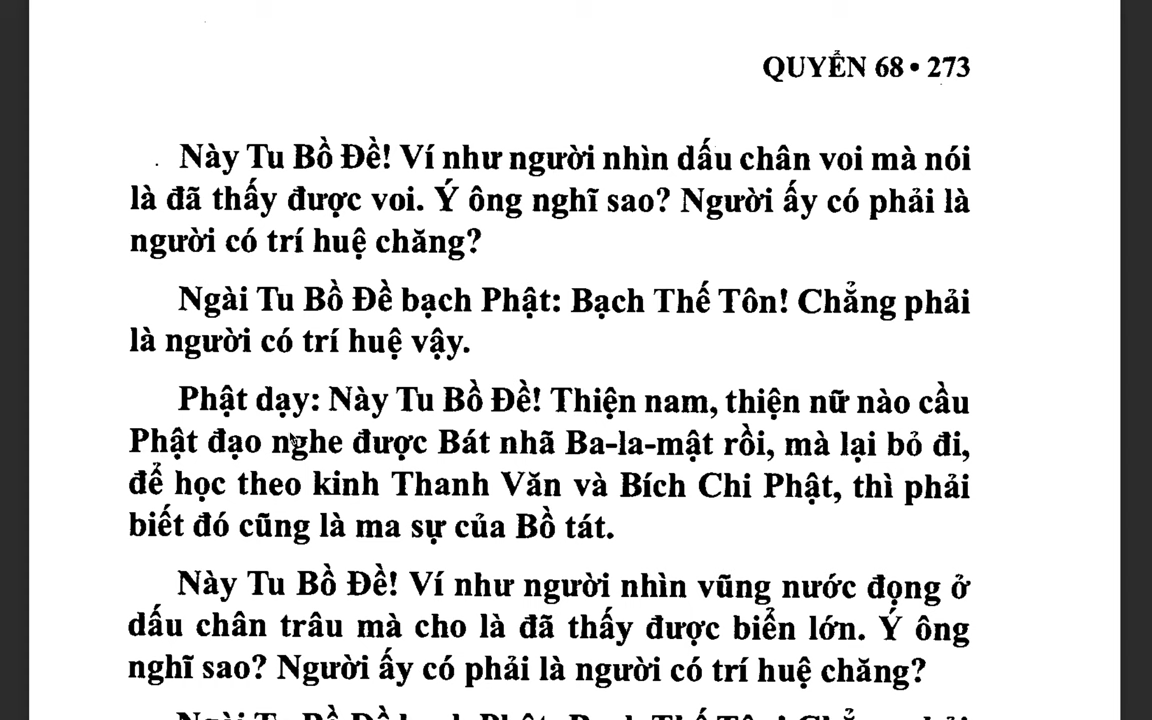 QUYỂN 68 • 273
Này Tu Bồ Đề! Ví như người nhìn dấu chân voi mà nói
là đã thấy được voi. Ý ông nghĩ sao? Người ấy có phải là
người có trí huệ chăng?
Ngài Tu Bồ Đề bạch Phật: Bạch Thế Tôn! Chẳng phải
là người có trí huệ vậy.
Phật dạy: Này Tu Bồ Đề! Thiện nam, thiện nữ nào cầu
Phật đạo nghe được Bát nhã Ba-la-mật rồi, mà lại bỏ đi,
để học theo kinh Thanh Văn và Bích Chi Phật, thì phải
biết đó cũng là ma sự của Bồ tát.
Này Tu Bồ Đề! Ví như người nhìn vũng nước đọng ở
dấu chân trâu mà cho là đã thấy được biển lớn. Ý ông
nghĩ sao? Người ấy có phải là người có trí huệ chăng?